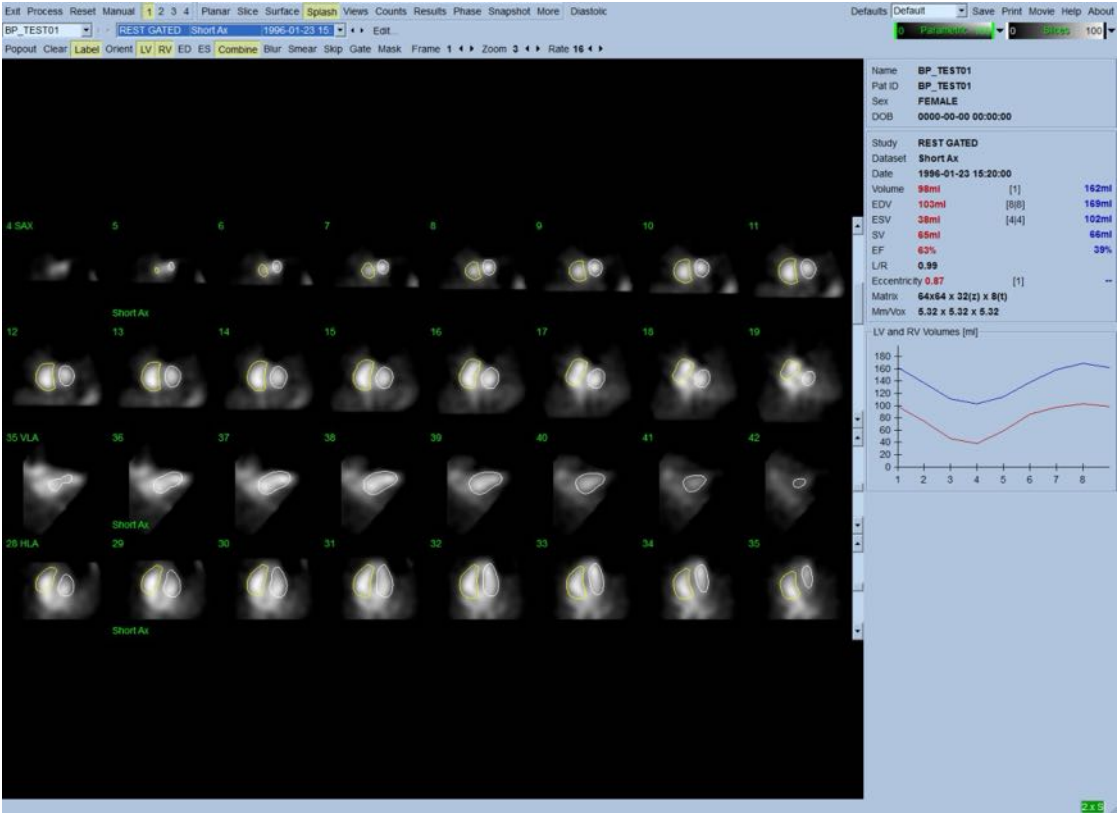 Exit Process Reset Manual 1 2 3 4 Planar Slice Surface Splash Views Counts Results Phase Snapshot More Diastolic Defaults Default Save Print Movie Help About
BP_TEST01 REST GATED Short Ax 1996-01-23 15 Edit... 0 Parametric 0 Slices 100
Popout Clear Label Orient LV RV ED ES Combine Blur Smear Skip Gate Mask Frame 1 Zoom 3 Rate 16
Name BP_TEST01
Pat ID BP_TEST01
Sex FEMALE
DOB 0000-00-00 00:00:00
Study REST GATED
Dataset Short Ax
Date 1996-01-23 15:20:00
Volume 98ml [1] 162ml
EDV 103ml [8|8] 169ml
ESV 38ml [4|4] 102ml
SV 65ml 66ml
EF 63% 39%
L/R 0.99
Eccentricity 0.87 [1] --
Matrix 64x64 x 32(z) x 8(t)
Mm/Vox 5.32 x 5.32 x 5.32
LV and RV Volumes [ml]
180
160
140
120
100
80
60
40
20
0
1 2 3 4 5 6 7 8
4 SAX 5 6 7 8 9 10 11
Short Ax
12 13 14 15 16 17 18 19
35 VLA 36 37 38 39 40 41 42
Short Ax
28 HLA 29 30 31 32 33 34 35
Short Ax
2 x S